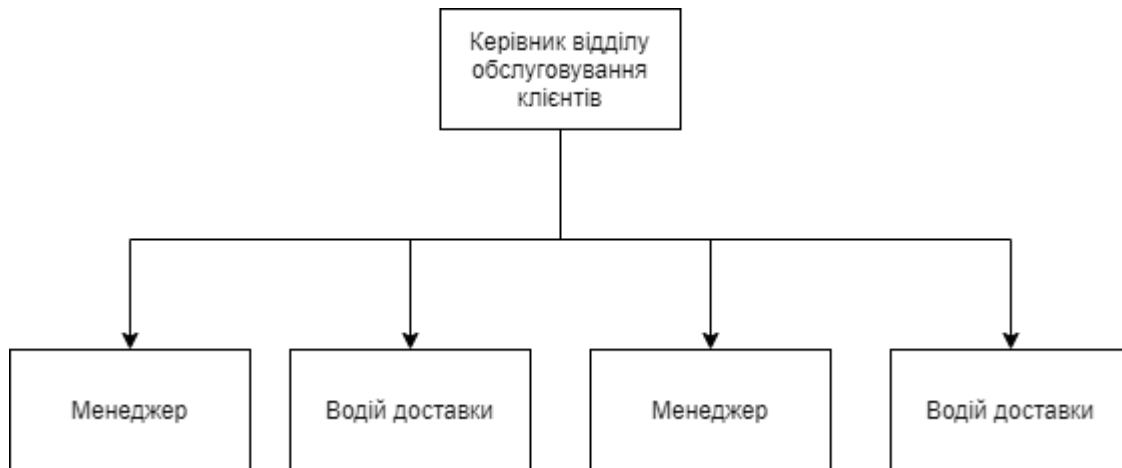 Керівник відділу
обслуговування
клієнтів
Менеджер
Водій доставки
Менеджер
Водій доставки